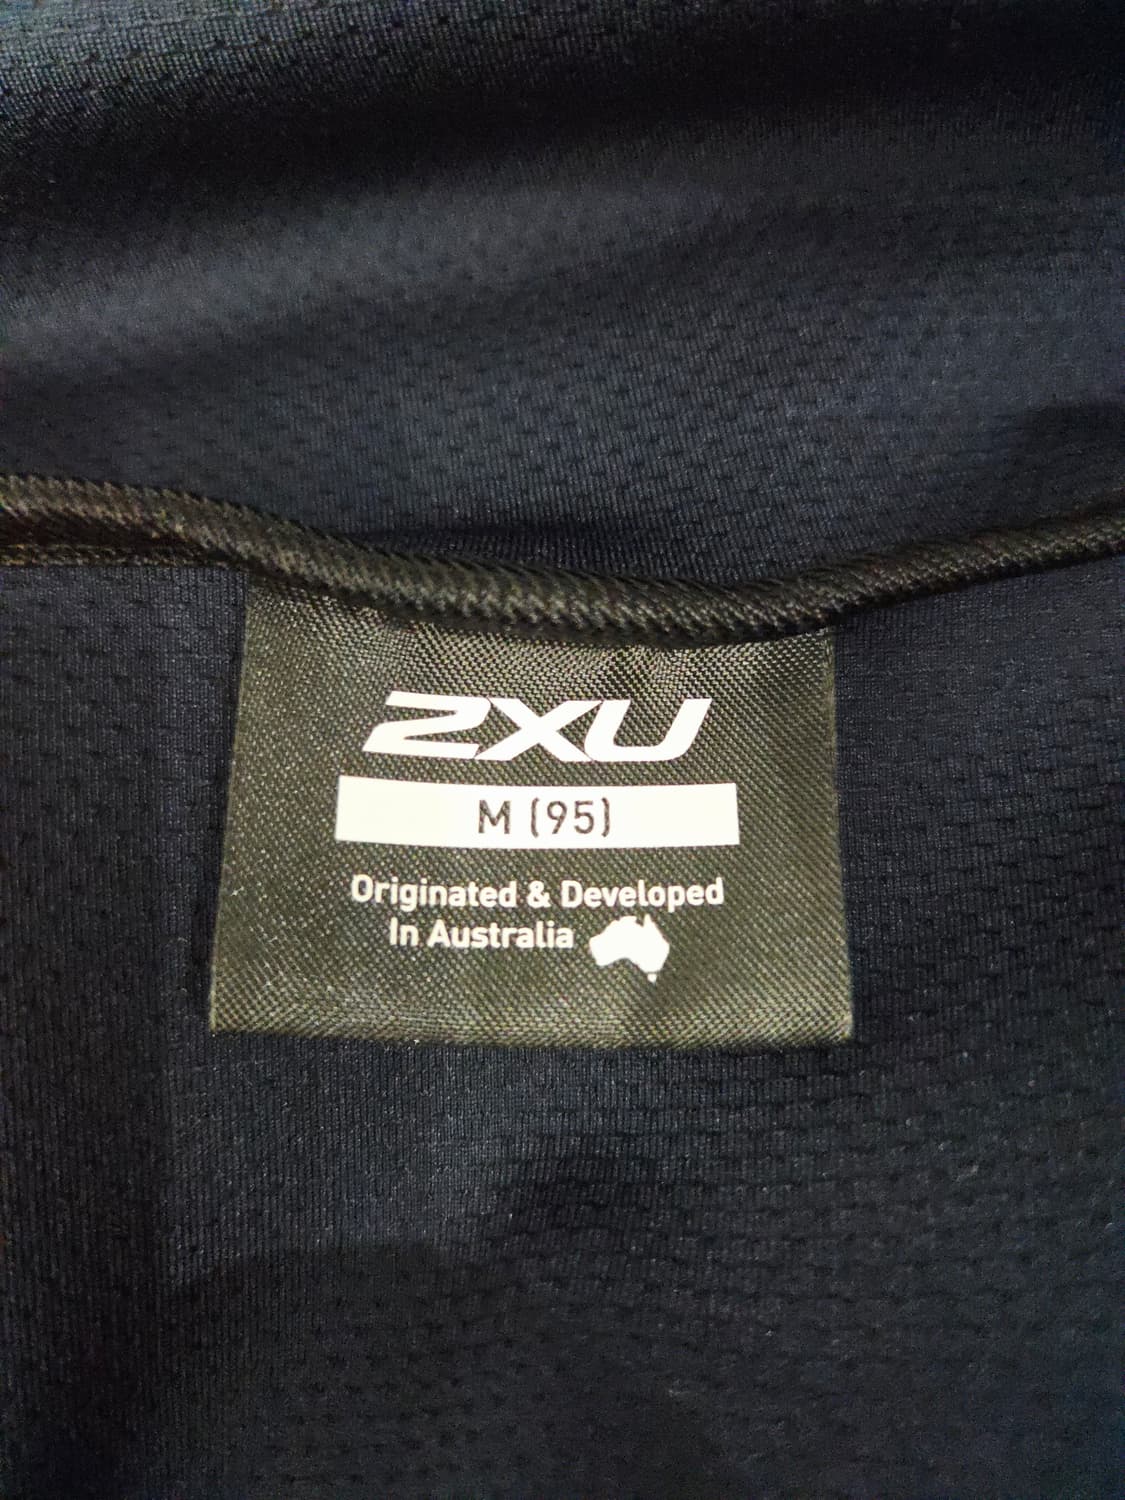 2XU
M (95)
Originated & Developed
In Australia